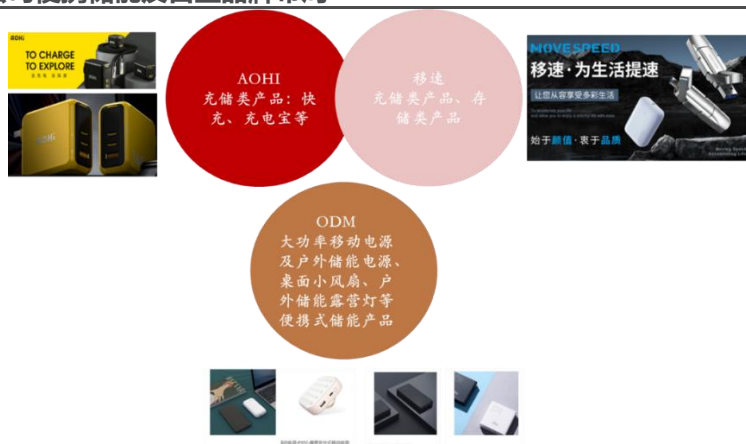 AOHi
TO CHARGE
TO EXPLORE
AOHi
AOHI
充储类产品：快
充、充电宝等
移速
充储类产品、存
储类产品
MOVESPEED
移速·为生活提速
让您从容享受多彩生活
始于颜值·衷于品质
ODM
大功率移动电源
及户外储能电源、
桌面小风扇、户
外储能露营灯等
便携式储能产品